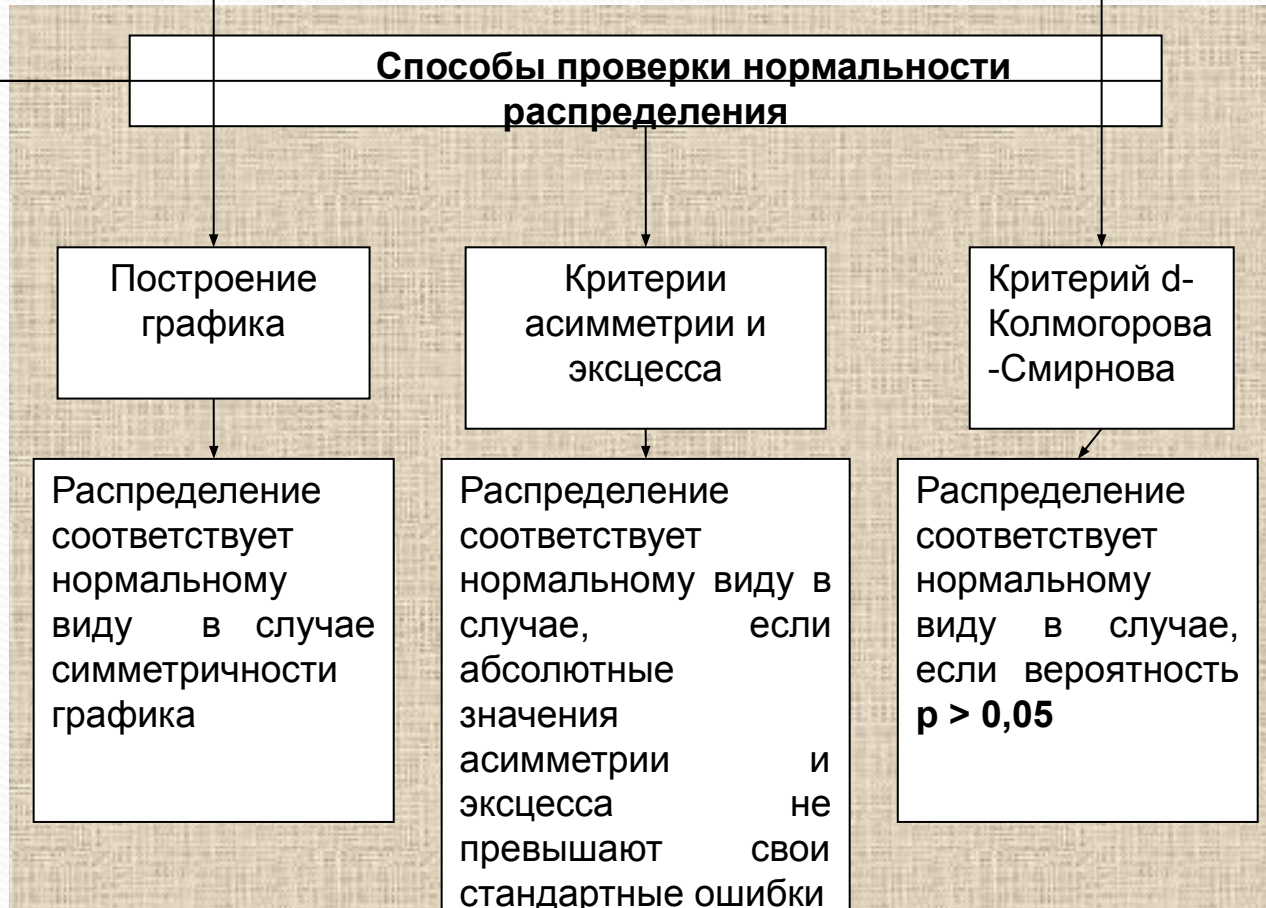 Способы проверки нормальности
распределения
Построение
графика
Критерии
асимметрии и
эксцесса
Критерий d-
Колмогорова
-Смирнова
Распределение
соответствует
нормальному
виду в случае
симметричности
графика
Распределение
соответствует
нормальному виду в
случае, если
абсолютные
значения
асимметрии и
эксцесса не
превышают свои
стандартные ошибки
Распределение
соответствует
нормальному
виду в случае,
если вероятность
p > 0,05